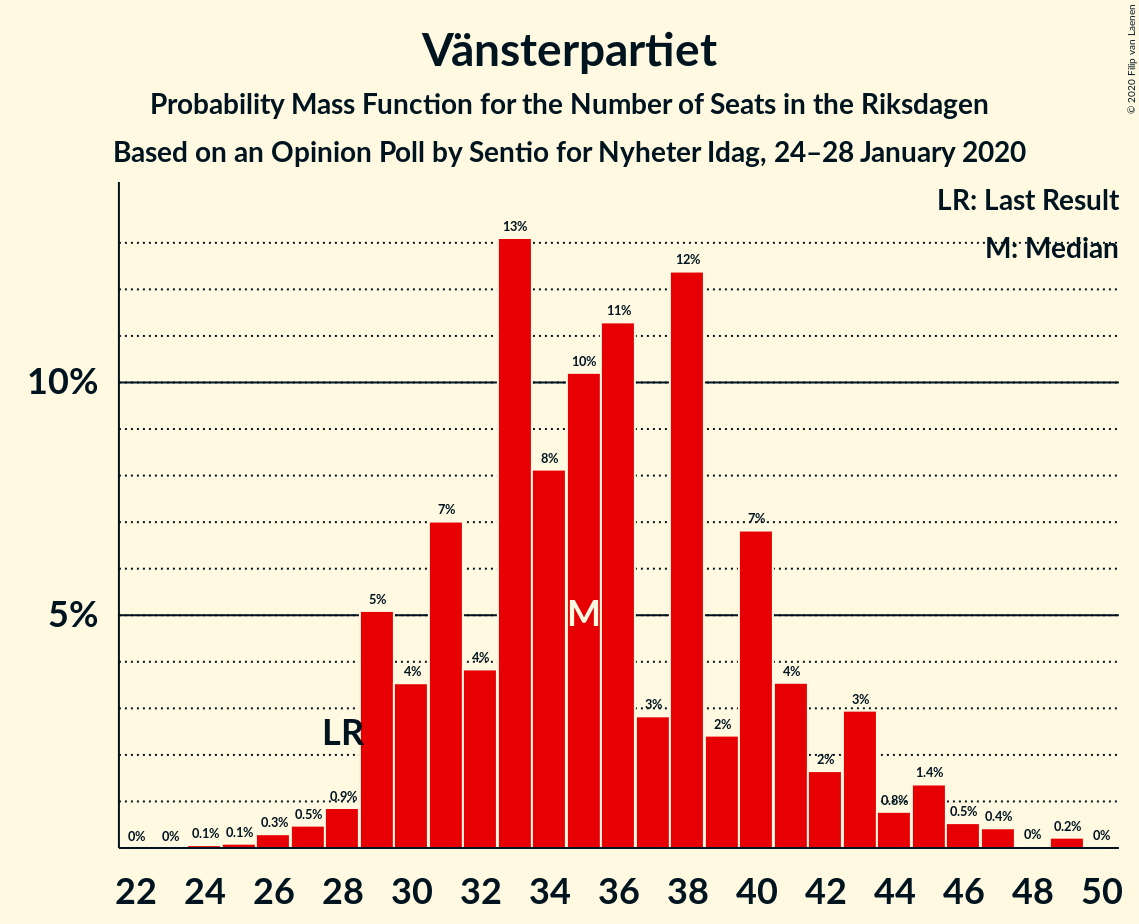 Vänsterpartiet
Probability Mass Function for the Number of Seats in the Riksdagen
Based on an Opinion Poll by Sentio for Nyheter Idag, 24–28 January 2020
© 2020 Filip van Laenen
LR: Last Result
M: Median
10%
5%
0% 0% 0.1% 0.1% 0.3% 0.5% 0.9% 5% 4% 7% 4% 13% 8% 10% 11% 3% 12% 2% 7% 4% 2% 3% 0.8% 1.4% 0.5% 0.4% 0% 0.2% 0%
LR
M
22 24 26 28 30 32 34 36 38 40 42 44 46 48 50